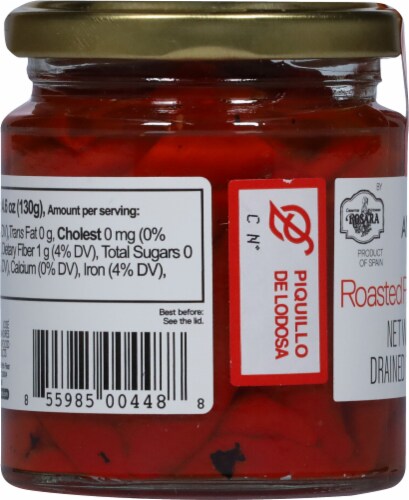 4.6 oz (130g), Amount per serving:
DV), Trans Fat 0 g, Cholest 0 mg (0%
Dietary Fiber 1 g (4% DV), Total Sugars 0
DV), Calcium (0% DV), Iron (4% DV),
Best before:
See the lid.
8 55985 00448 8
C N°
PIQUILLO
DE LODOSA
BY
ROSARA
PRODUCT
OF SPAIN
A
Roasted
NET
DRAINED